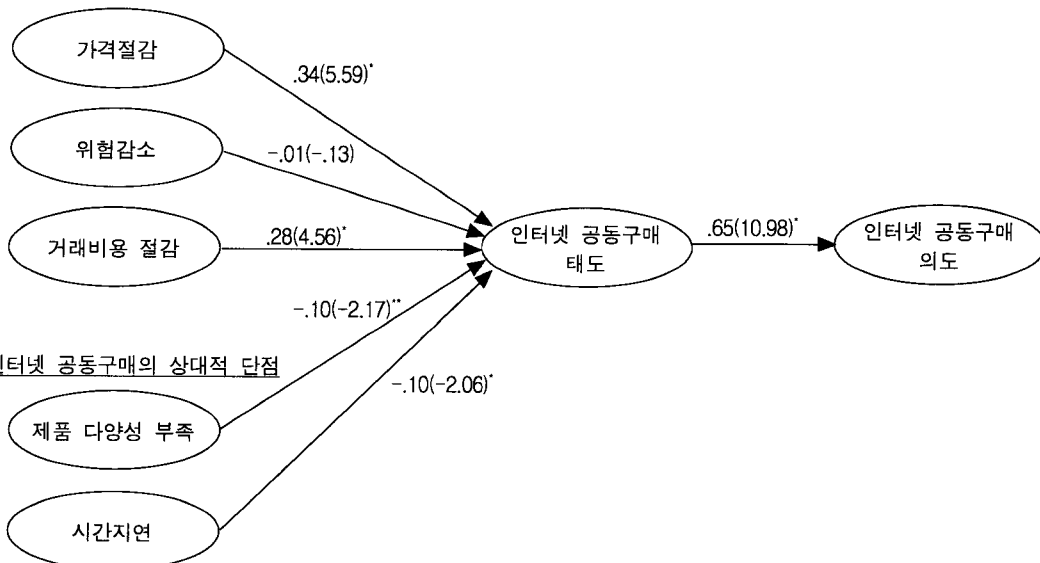 가격절감
.34(5.59)*
위험감소
-.01(-.13)
거래비용 절감
.28(4.56)*
인터넷 공동구매
태도
.65(10.98)*
인터넷 공동구매
의도
-.10(-2.17)**
인터넷 공동구매의 상대적 단점
-.10(-2.06)*
제품 다양성 부족
시간지연